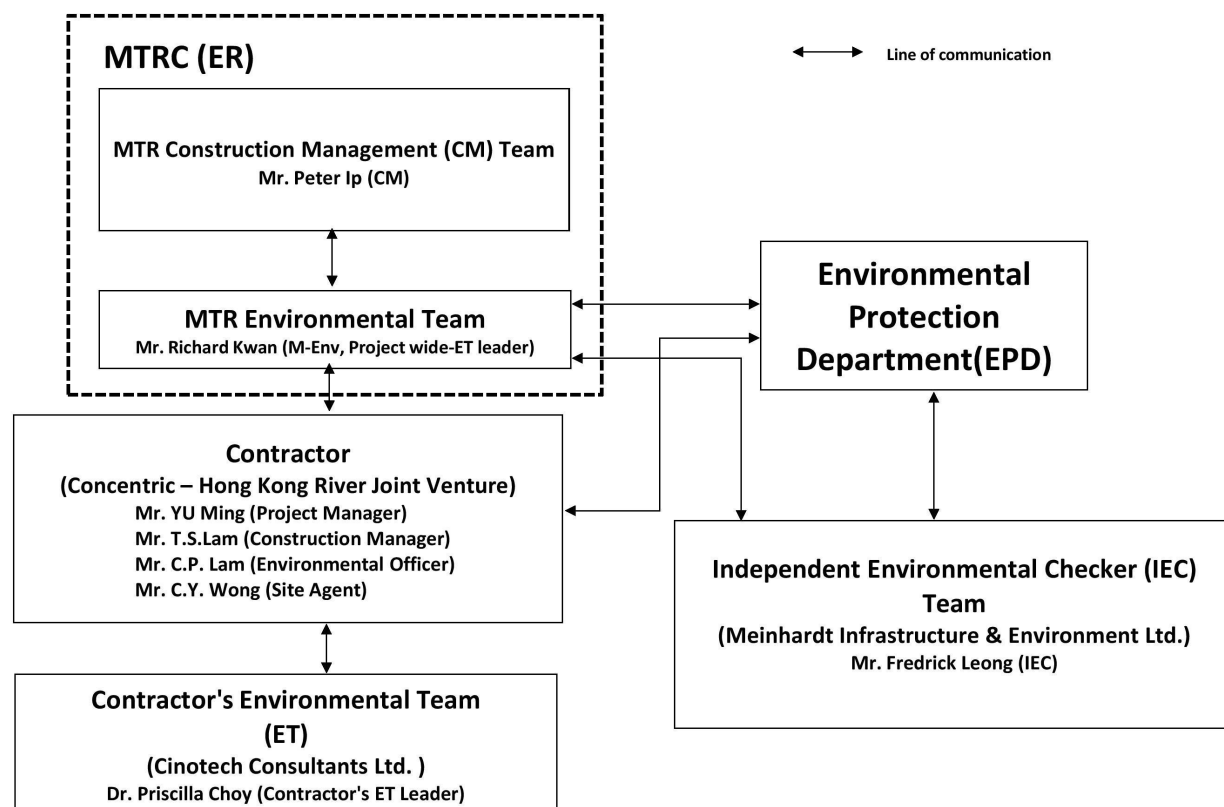 MTRC (ER)
Line of communication
MTR Construction Management (CM) Team
Mr. Peter Ip (CM)
MTR Environmental Team
Mr. Richard Kwan (M-Env, Project wide-ET leader)
Environmental
Protection
Department(EPD)
Contractor
(Concentric – Hong Kong River Joint Venture)
Mr. YU Ming (Project Manager)
Mr. T.S.Lam (Construction Manager)
Mr. C.P. Lam (Environmental Officer)
Mr. C.Y. Wong (Site Agent)
Independent Environmental Checker (IEC)
Team
(Meinhardt Infrastructure & Environment Ltd.)
Mr. Fredrick Leong (IEC)
Contractor's Environmental Team
(ET)
(Cinotech Consultants Ltd. )
Dr. Priscilla Choy (Contractor's ET Leader)